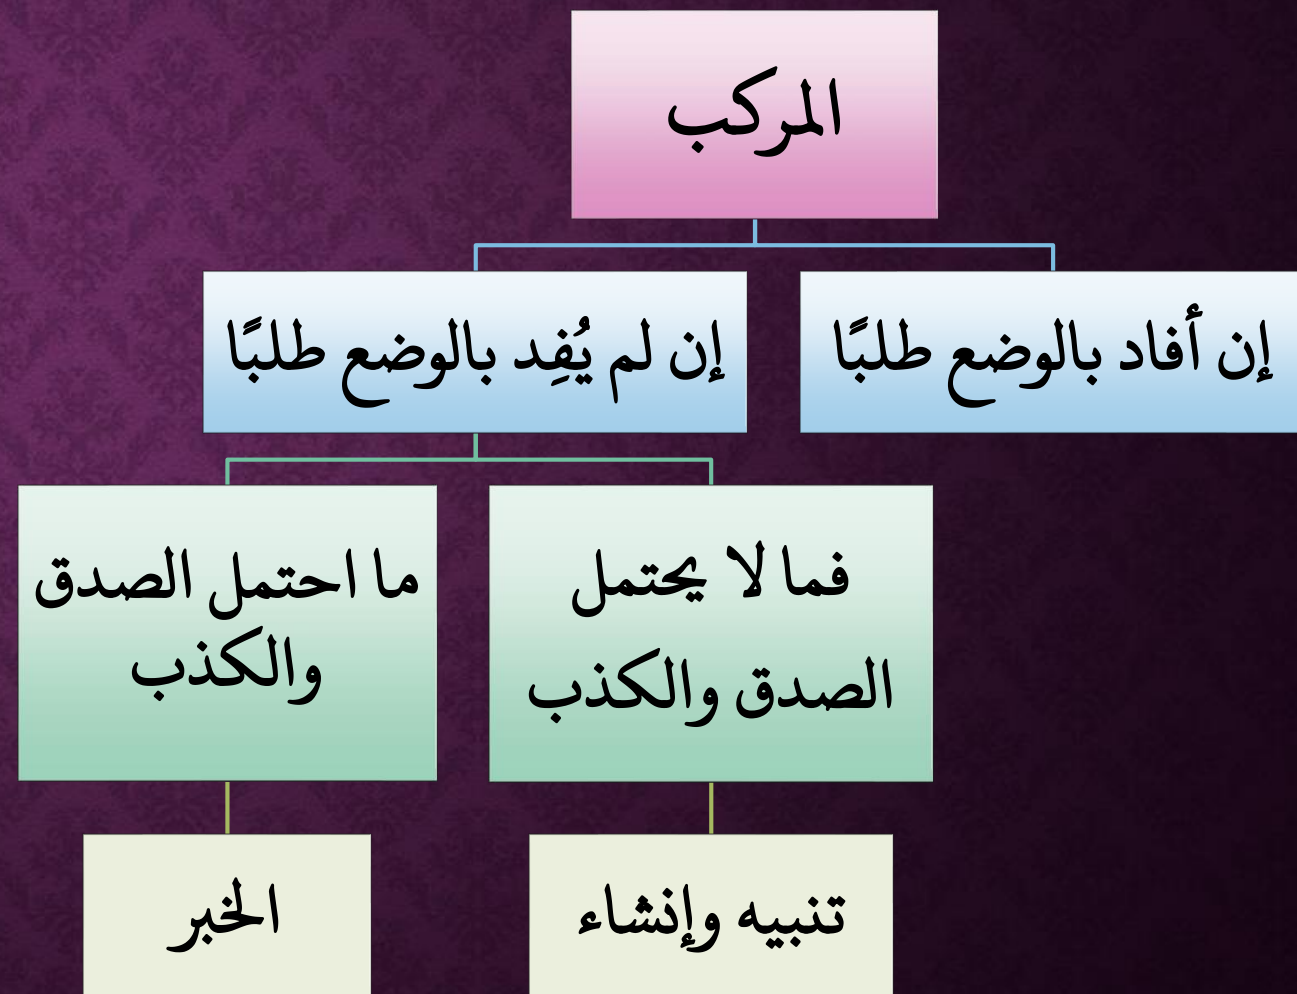 المركب
إن أفاد بالوضع طلبًا
إن لم يُفِد بالوضع طلبًا
فما لا يحتمل
الصدق والكذب
ما احتمل الصدق
والكذب
تنبيه وإنشاء
الخبر